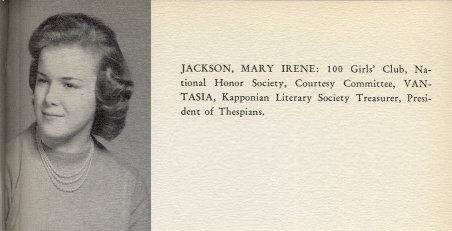 JACKSON, MARY IRENE: 100 Girls' Club, Na-
tional Honor Society, Courtesy Committee, VAN-
TASIA, Kapponian Literary Society Treasurer, Presi-
dent of Thespians.